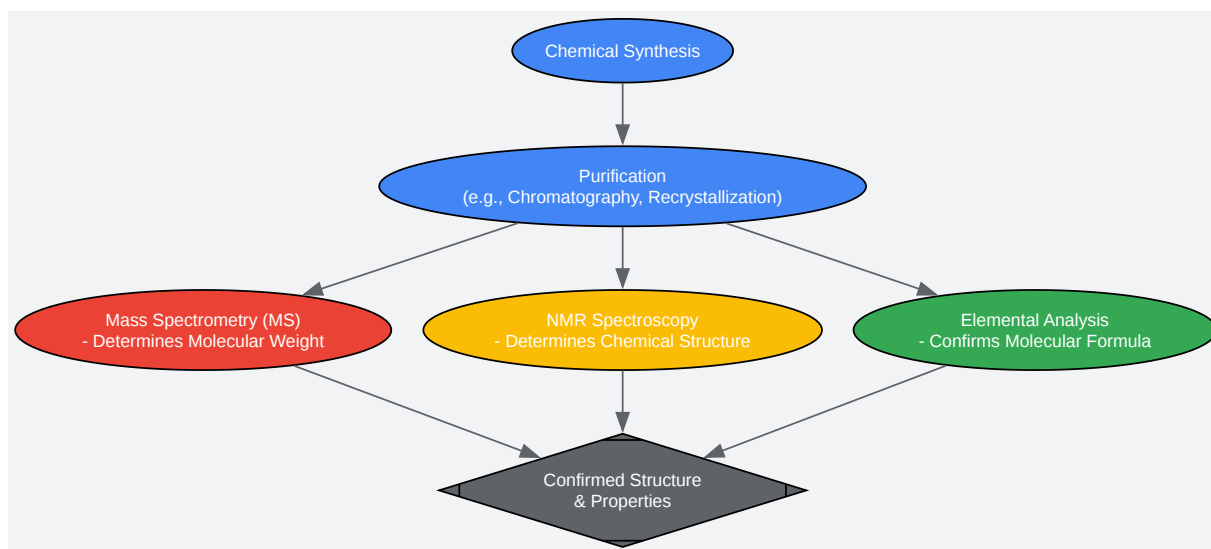 Chemical Synthesis
Purification
(e.g., Chromatography, Recrystallization)
Mass Spectrometry (MS)
- Determines Molecular Weight
NMR Spectroscopy
- Determines Chemical Structure
Elemental Analysis
- Confirms Molecular Formula
Confirmed Structure
& Properties